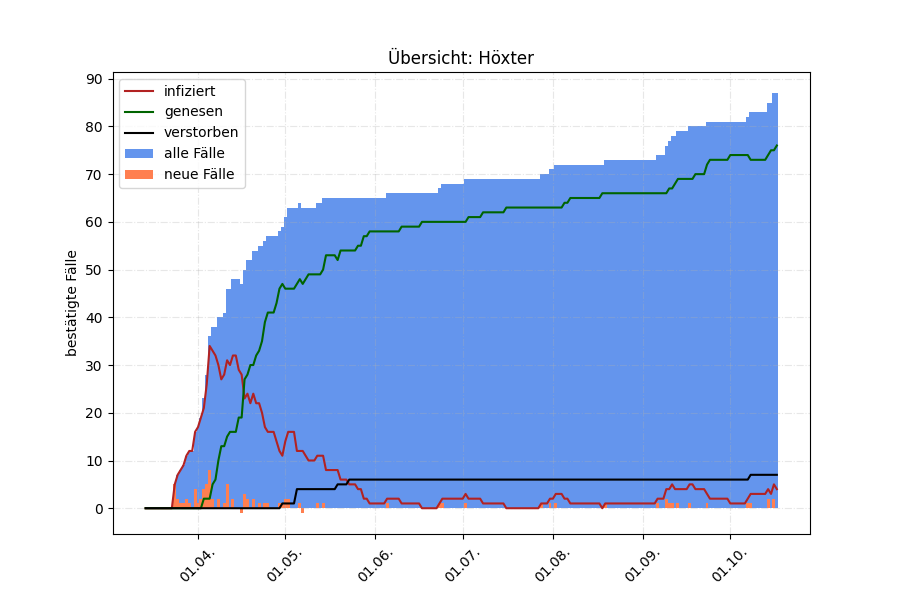 Übersicht: Höxter
bestätigte Fälle
90
80
70
60
50
40
30
20
10
0
infiziert
genesen
verstorben
alle Fälle
neue Fälle
01.04.
01.05.
01.06.
01.07.
01.08.
01.09.
01.10.